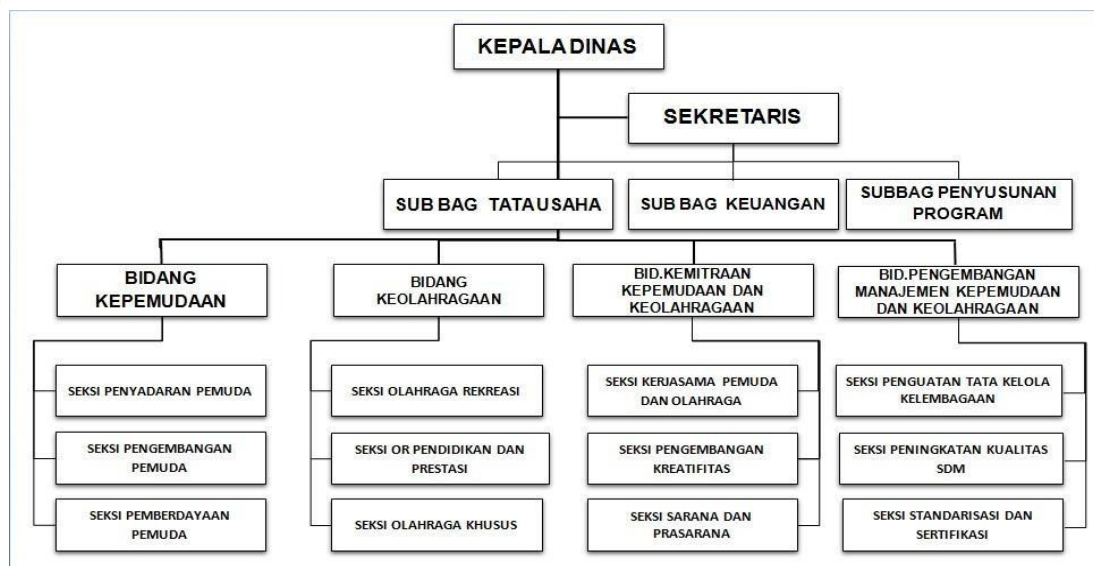 KEPALA DINAS
SEKRETARIS
SUB BAG TATA USAHA
SUB BAG KEUANGAN
SUBBAG PENYUSUNAN
PROGRAM
BIDANG
KEPEMUDAAN
BIDANG
KEOLAHRAGAAN
BID.KEMITRAAN
KEPEMUDAAN DAN
KEOLAHRAGAAN
BID.PENGEMBANGAN
MANAJEMEN KEPEMUDAAN
DAN KEOLAHRAGAAN
SEKSI PENYADARAN PEMUDA
SEKSI PENGEMBANGAN
PEMUDA
SEKSI PEMBERDAYAAN
PEMUDA
SEKSI OLAHRAGA REKREASI
SEKSI OR PENDIDIKAN DAN
PRESTASI
SEKSI OLAHRAGA KHUSUS
SEKSI KERJASAMA PEMUDA
DAN OLAHRAGA
SEKSI PENGEMBANGAN
KREATIFITAS
SEKSI SARANA DAN
PRASARANA
SEKSI PENGUATAN TATA KELOLA
KELEMBAGAAN
SEKSI PENINGKATAN KUALITAS
SDM
SEKSI STANDARISASI DAN
SERTIFIKASI